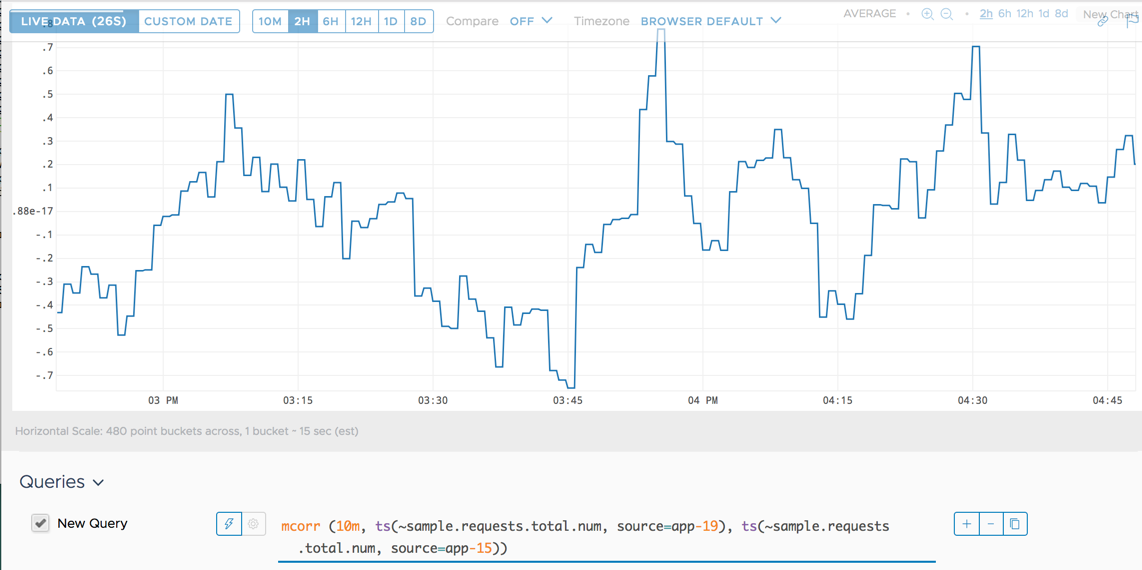 LIVE DATA (26S) CUSTOM DATE 10M 2H 6H 12H 1D 8D Compare OFF Timezone BROWSER DEFAULT AVERAGE • • 2h 6h 12h 1d 8d New Chart
.8
.7
.6
.5
.4
.3
.2
.1
.88e-17
-.1
-.2
-.3
-.4
-.5
-.6
-.7
03 PM 03:15 03:30 03:45 04 PM 04:15 04:30 04:45
Horizontal Scale: 480 point buckets across, 1 bucket ~ 15 sec (est)
Queries
New Query
mcorr (10m, ts(~sample.requests.total.num, source=app-19), ts(~sample.requests
.total.num, source=app-15))